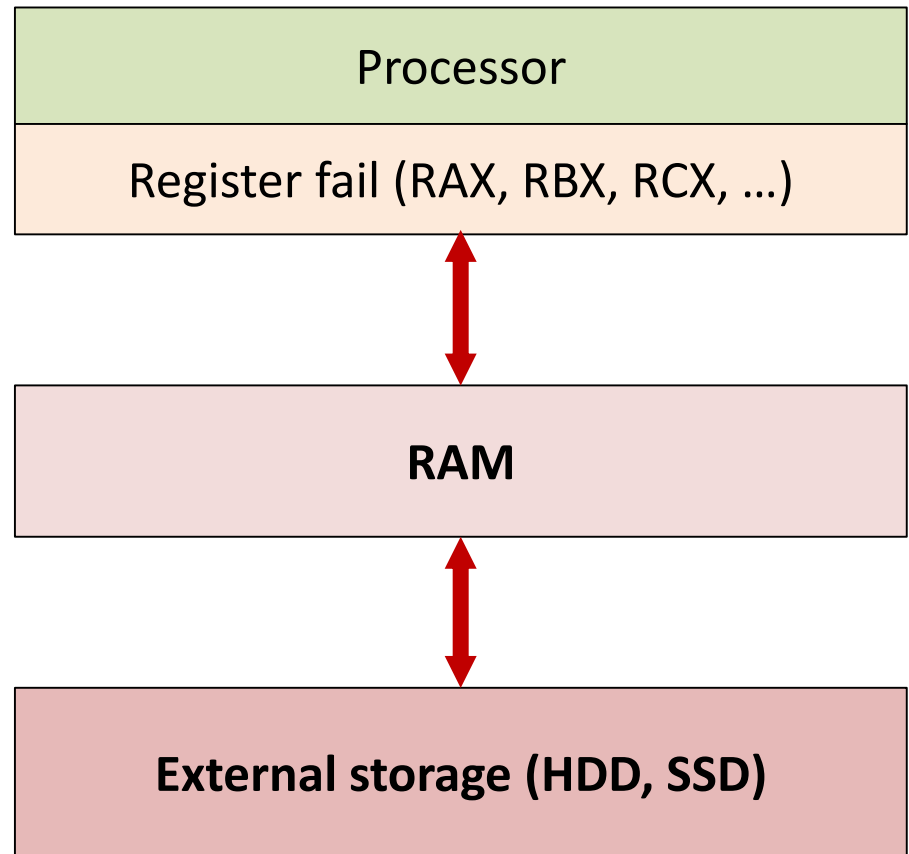 Processor
Register fail (RAX, RBX, RCX, …)
RAM
External storage (HDD, SSD)